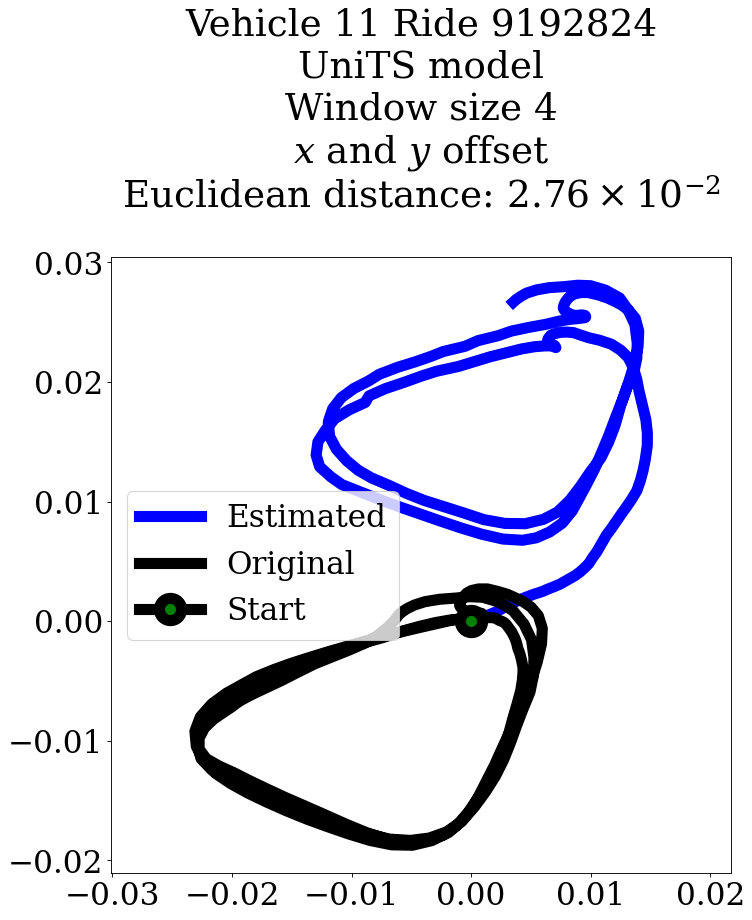 Vehicle 11 Ride 9192824
UniTS model
Window size 4
x and y offset
Euclidean distance: 2.76 × 10⁻²
0.03
0.02
0.01
0.00
−0.01
−0.02
Estimated
Original
Start
−0.03 −0.02 −0.01 0.00 0.01 0.02